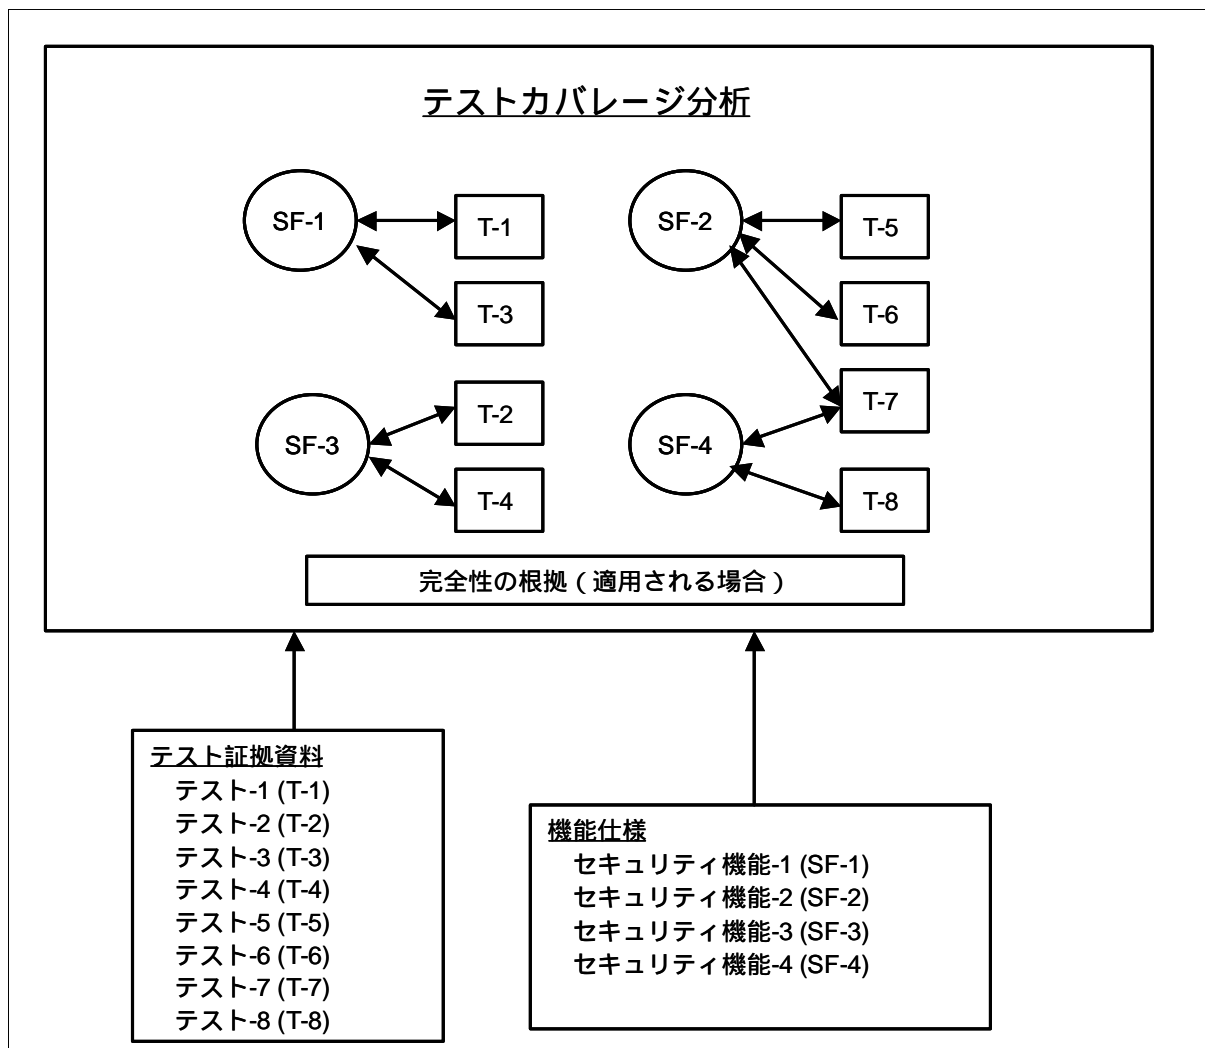 テストカバレージ分析
SF-1
T-1
T-3
SF-2
T-5
T-6
T-7
SF-3
T-2
T-4
SF-4
T-8
完全性の根拠（適用される場合）
テスト証拠資料
テスト-1 (T-1)
テスト-2 (T-2)
テスト-3 (T-3)
テスト-4 (T-4)
テスト-5 (T-5)
テスト-6 (T-6)
テスト-7 (T-7)
テスト-8 (T-8)
機能仕様
セキュリティ機能-1 (SF-1)
セキュリティ機能-2 (SF-2)
セキュリティ機能-3 (SF-3)
セキュリティ機能-4 (SF-4)